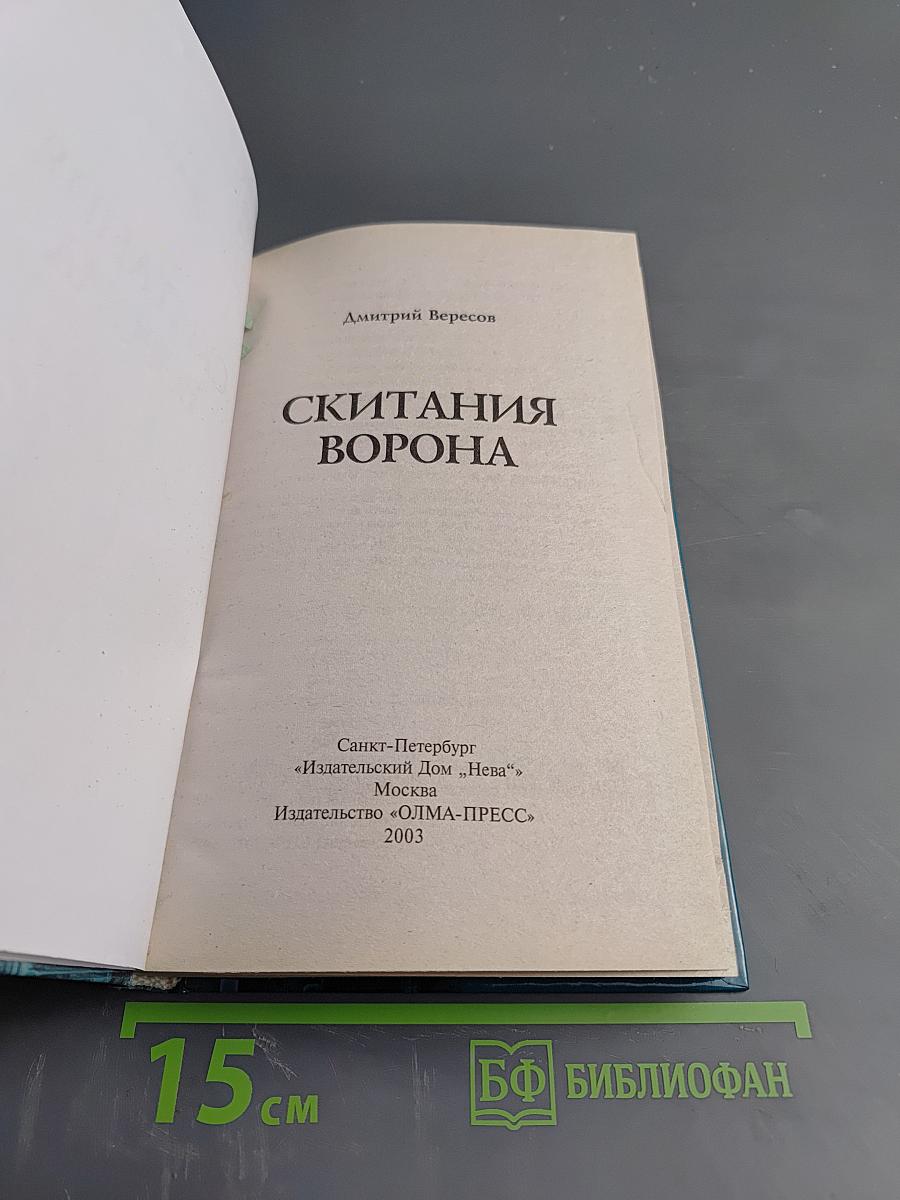 Дмитрий Вересов
СКИТАНИЯ
ВОРОНА
Санкт-Петербург
«Издательский Дом „Нева“»
Москва
Издательство «ОЛМА-ПРЕСС»
2003
15 см
БФ БИБЛИОФАН